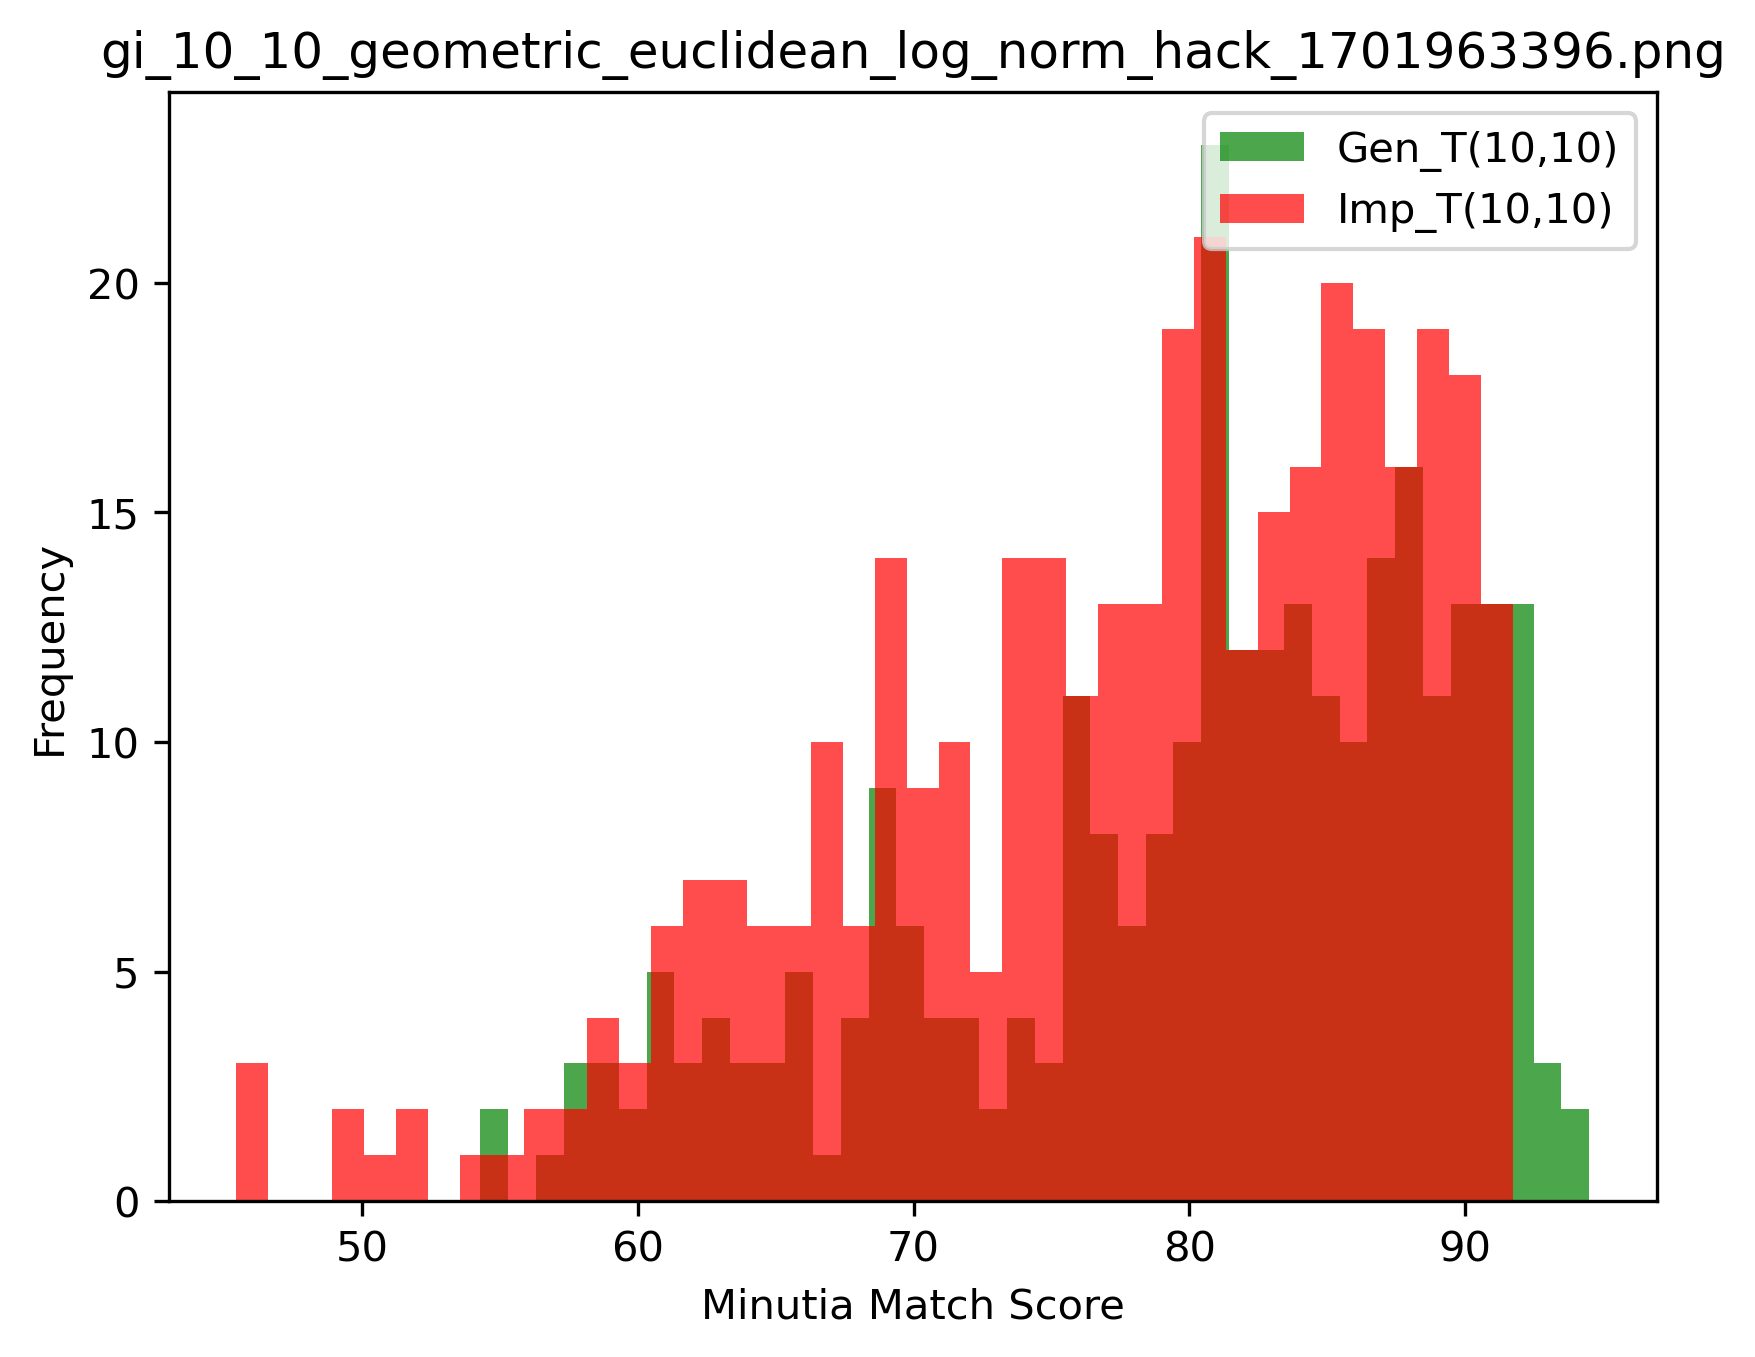 gi_10_10_geometric_euclidean_log_norm_hack_1701963396.png
Gen_T(10,10)
Imp_T(10,10)
20
15
10
5
0
Frequency
50 60 70 80 90
Minutia Match Score